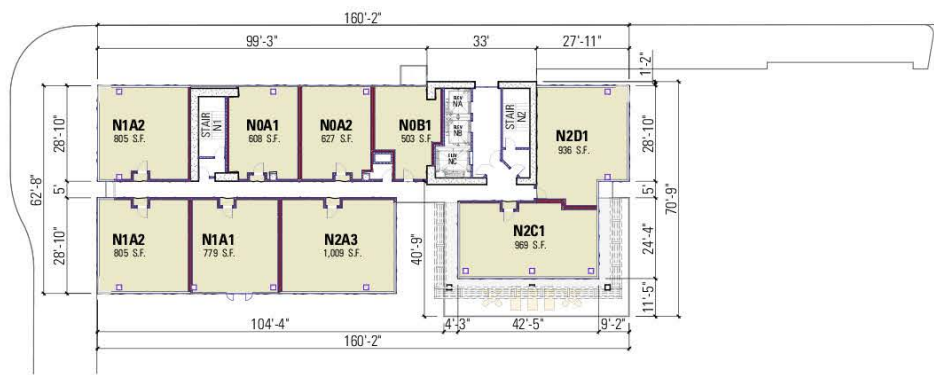 160'-2"
99'-3"
33'
27'-11"
1'-2"
N1A2
805 S.F.
STAIR
N1
N0A1
608 S.F.
N0A2
627 S.F.
N0B1
503 S.F.
NA
NB
NC
STAIR
N2
N2D1
936 S.F.
28'-10"
5'
28'-10"
62'-8"
28'-10"
5'
24'-4"
11'-5"
70'-9"
N1A2
805 S.F.
N1A1
779 S.F.
N2A3
1,009 S.F.
40'-9"
N2C1
969 S.F.
104'-4"
4'-3"
42'-5"
9'-2"
160'-2"